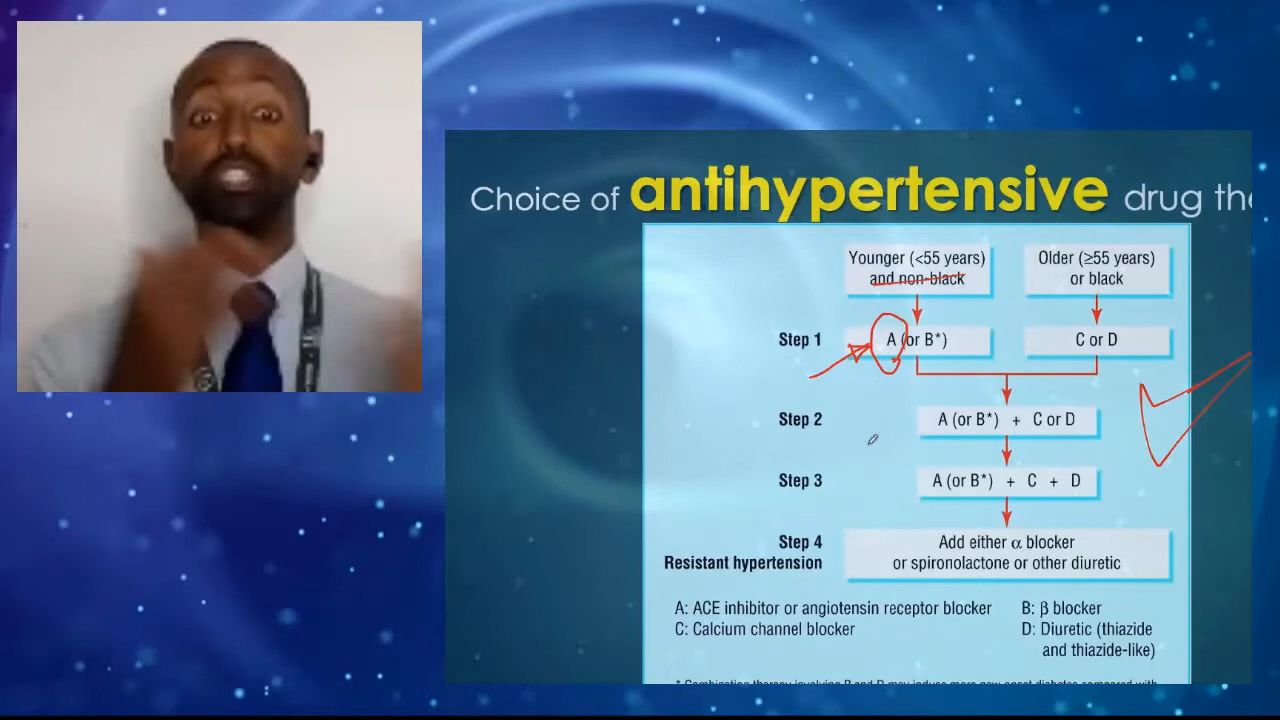 Choice of antihypertensive drug
Younger (<55 years)
and non-black
Older (≥55 years)
or black
Step 1
A (or B*)
C or D
Step 2
A (or B*) + C or D
Step 3
A (or B*) + C + D
Step 4
Resistant hypertension
Add either α blocker
or spironolactone or other diuretic
A: ACE inhibitor or angiotensin receptor blocker
B: β blocker
C: Calcium channel blocker
D: Diuretic (thiazide
and thiazide-like)